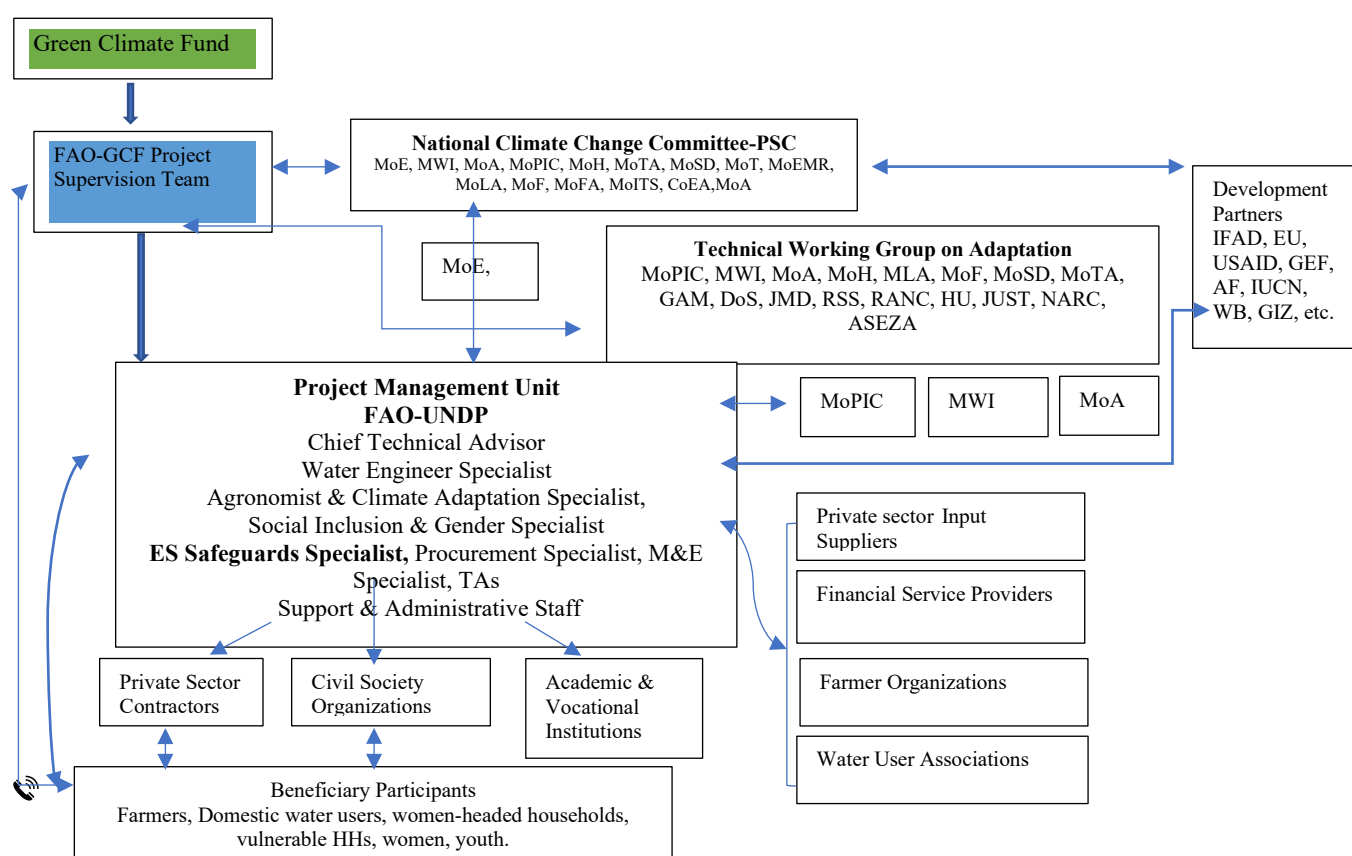 Green Climate Fund
FAO-GCF Project
Supervision Team
National Climate Change Committee-PSC
MoE, MWI, MoA, MoPIC, MoH, MoTA, MoSD, MoT, MoEMR,
MoLA, MoF, MoFA, MoITS, CoEA,MoA
Development
Partners
IFAD, EU,
USAID, GEF,
AF, IUCN,
WB, GIZ, etc.
MoE,
Technical Working Group on Adaptation
MoPIC, MWI, MoA, MoH, MLA, MoF, MoSD, MoTA,
GAM, DoS, JMD, RSS, RANC, HU, JUST, NARC,
ASEZA
Project Management Unit
FAO-UNDP
Chief Technical Advisor
Water Engineer Specialist
Agronomist & Climate Adaptation Specialist,
Social Inclusion & Gender Specialist
ES Safeguards Specialist, Procurement Specialist, M&E
Specialist, TAs
Support & Administrative Staff
MoPIC
MWI
MoA
Private sector Input
Suppliers
Financial Service Providers
Farmer Organizations
Water User Associations
Private Sector
Contractors
Civil Society
Organizations
Academic &
Vocational
Institutions
Beneficiary Participants
Farmers, Domestic water users, women-headed households,
vulnerable HHs, women, youth.